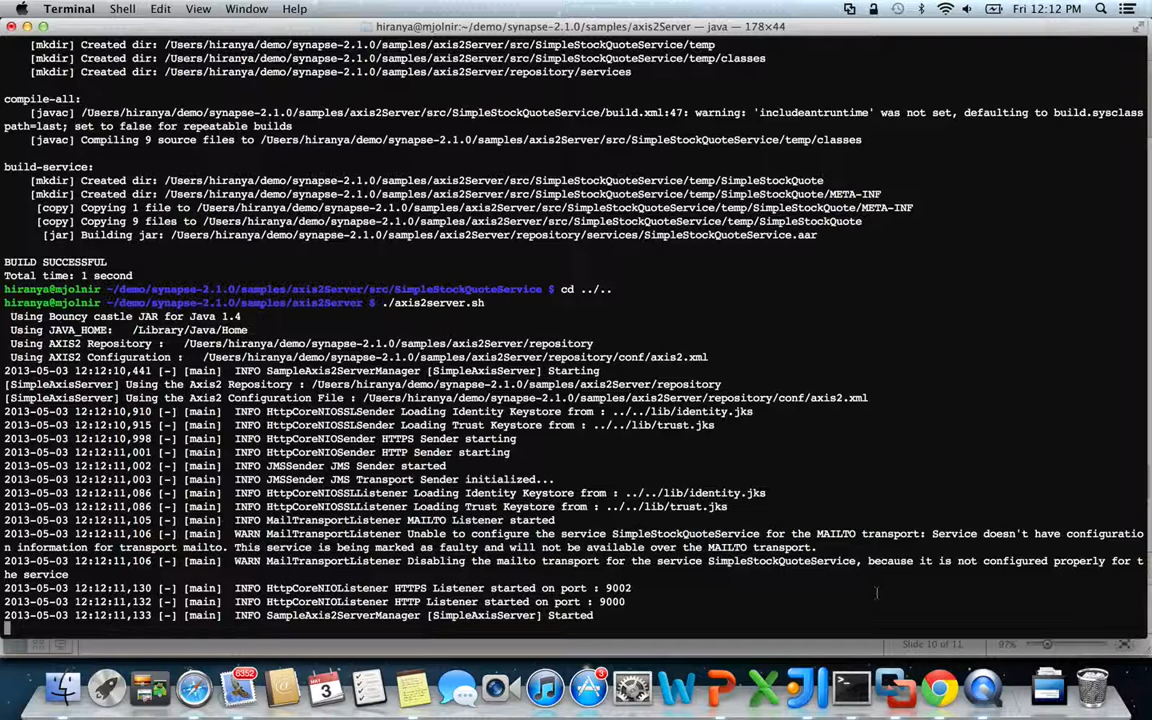 Terminal Shell Edit View Window Help Fri 12:12 PM
hiranya@mjolnir:~/demo/synapse-2.1.0/samples/axis2Server — java — 178×44
[mkdir] Created dir: /Users/hiranya/demo/synapse-2.1.0/samples/axis2Server/src/SimpleStockQuoteService/temp
[mkdir] Created dir: /Users/hiranya/demo/synapse-2.1.0/samples/axis2Server/src/SimpleStockQuoteService/temp/classes
[mkdir] Created dir: /Users/hiranya/demo/synapse-2.1.0/samples/axis2Server/repository/services
compile-all:
[javac] /Users/hiranya/demo/synapse-2.1.0/samples/axis2Server/src/SimpleStockQuoteService/build.xml:47: warning: 'includeantruntime' was not set, defaulting to build.sysclass
path=last; set to false for repeatable builds
[javac] Compiling 9 source files to /Users/hiranya/demo/synapse-2.1.0/samples/axis2Server/src/SimpleStockQuoteService/temp/classes
build-service:
[mkdir] Created dir: /Users/hiranya/demo/synapse-2.1.0/samples/axis2Server/src/SimpleStockQuoteService/temp/SimpleStockQuote
[mkdir] Created dir: /Users/hiranya/demo/synapse-2.1.0/samples/axis2Server/src/SimpleStockQuoteService/temp/SimpleStockQuote/META-INF
[copy] Copying 1 file to /Users/hiranya/demo/synapse-2.1.0/samples/axis2Server/src/SimpleStockQuoteService/temp/SimpleStockQuote/META-INF
[copy] Copying 9 files to /Users/hiranya/demo/synapse-2.1.0/samples/axis2Server/src/SimpleStockQuoteService/temp/SimpleStockQuote
[jar] Building jar: /Users/hiranya/demo/synapse-2.1.0/samples/axis2Server/repository/services/SimpleStockQuoteService.aar
BUILD SUCCESSFUL
Total time: 1 second
hiranya@mjolnir ~/demo/synapse-2.1.0/samples/axis2Server/src/SimpleStockQuoteService $ cd ../..
hiranya@mjolnir ~/demo/synapse-2.1.0/samples/axis2Server $ ./axis2server.sh
Using Bouncy castle JAR for Java 1.4
Using JAVA_HOME: /Library/Java/Home
Using AXIS2 Repository : /Users/hiranya/demo/synapse-2.1.0/samples/axis2Server/repository
Using AXIS2 Configuration : /Users/hiranya/demo/synapse-2.1.0/samples/axis2Server/repository/conf/axis2.xml
2013-05-03 12:12:10,441 [-] [main] INFO SampleAxis2ServerManager [SimpleAxisServer] Starting
[SimpleAxisServer] Using the Axis2 Repository : /Users/hiranya/demo/synapse-2.1.0/samples/axis2Server/repository
[SimpleAxisServer] Using the Axis2 Configuration File : /Users/hiranya/demo/synapse-2.1.0/samples/axis2Server/repository/conf/axis2.xml
2013-05-03 12:12:10,910 [-] [main] INFO HttpCoreNIOSSLSender Loading Identity Keystore from : ../../lib/identity.jks
2013-05-03 12:12:10,915 [-] [main] INFO HttpCoreNIOSSLSender Loading Trust Keystore from : ../../lib/trust.jks
2013-05-03 12:12:10,998 [-] [main] INFO HttpCoreNIOSender HTTPS Sender starting
2013-05-03 12:12:11,001 [-] [main] INFO HttpCoreNIOSender HTTP Sender starting
2013-05-03 12:12:11,002 [-] [main] INFO JMSSender JMS Sender started
2013-05-03 12:12:11,003 [-] [main] INFO JMSSender JMS Transport Sender initialized...
2013-05-03 12:12:11,086 [-] [main] INFO HttpCoreNIOSSLListener Loading Identity Keystore from : ../../lib/identity.jks
2013-05-03 12:12:11,086 [-] [main] INFO HttpCoreNIOSSLListener Loading Trust Keystore from : ../../lib/trust.jks
2013-05-03 12:12:11,105 [-] [main] INFO MailTransportListener MAILTO Listener started
2013-05-03 12:12:11,106 [-] [main] WARN MailTransportListener Unable to configure the service SimpleStockQuoteService for the MAILTO transport: Service doesn't have configuratio
n information for transport mailto. This service is being marked as faulty and will not be available over the MAILTO transport.
2013-05-03 12:12:11,106 [-] [main] WARN MailTransportListener Disabling the mailto transport for the service SimpleStockQuoteService, because it is not configured properly for t
he service
2013-05-03 12:12:11,130 [-] [main] INFO HttpCoreNIOListener HTTPS Listener started on port : 9002
2013-05-03 12:12:11,132 [-] [main] INFO HttpCoreNIOListener HTTP Listener started on port : 9000
2013-05-03 12:12:11,133 [-] [main] INFO SampleAxis2ServerManager [SimpleAxisServer] Started
Slide 10 of 11 97%
6352
MAY
3
3